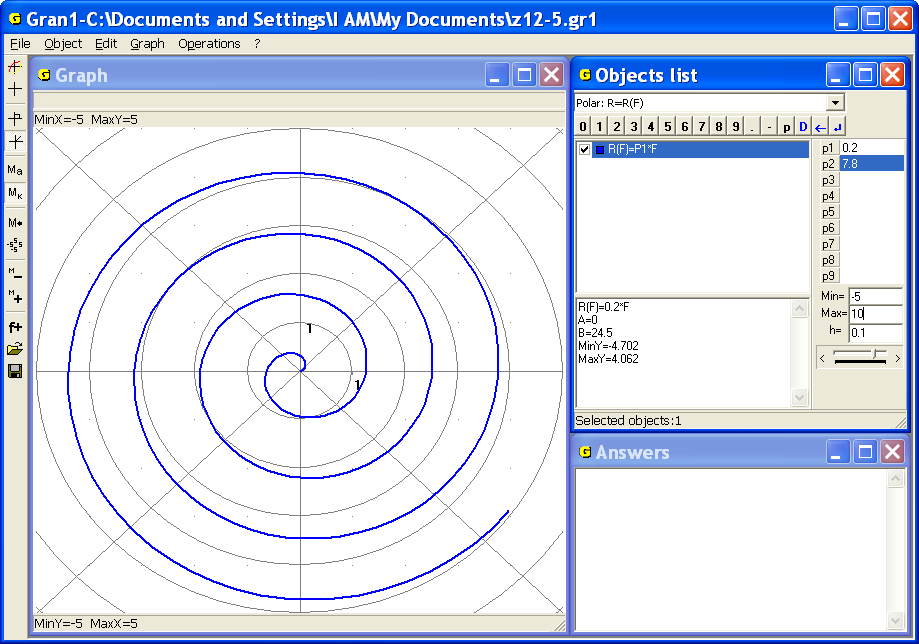 Gran1-C:\Documents and Settings\I AM\My Documents\z12-5.gr1
File Object Edit Graph Operations ?
Graph
MinX=-5 MaxY=5
1
1
MinY=-5 MaxX=5
Ma
Mк
M
M
M
f+
Objects list
Polar: R=R(F)
0 1 2 3 4 5 6 7 8 9 . - p D ← ↲
R(F)=P1*F
p1 0.2
p2 7.8
p3
p4
p5
p6
p7
p8
p9
Min= -5
Max= 10
h= 0.1
R(F)=0.2*F
A=0
B=24.5
MinY=-4.702
MaxY=4.062
Selected objects:1
Answers